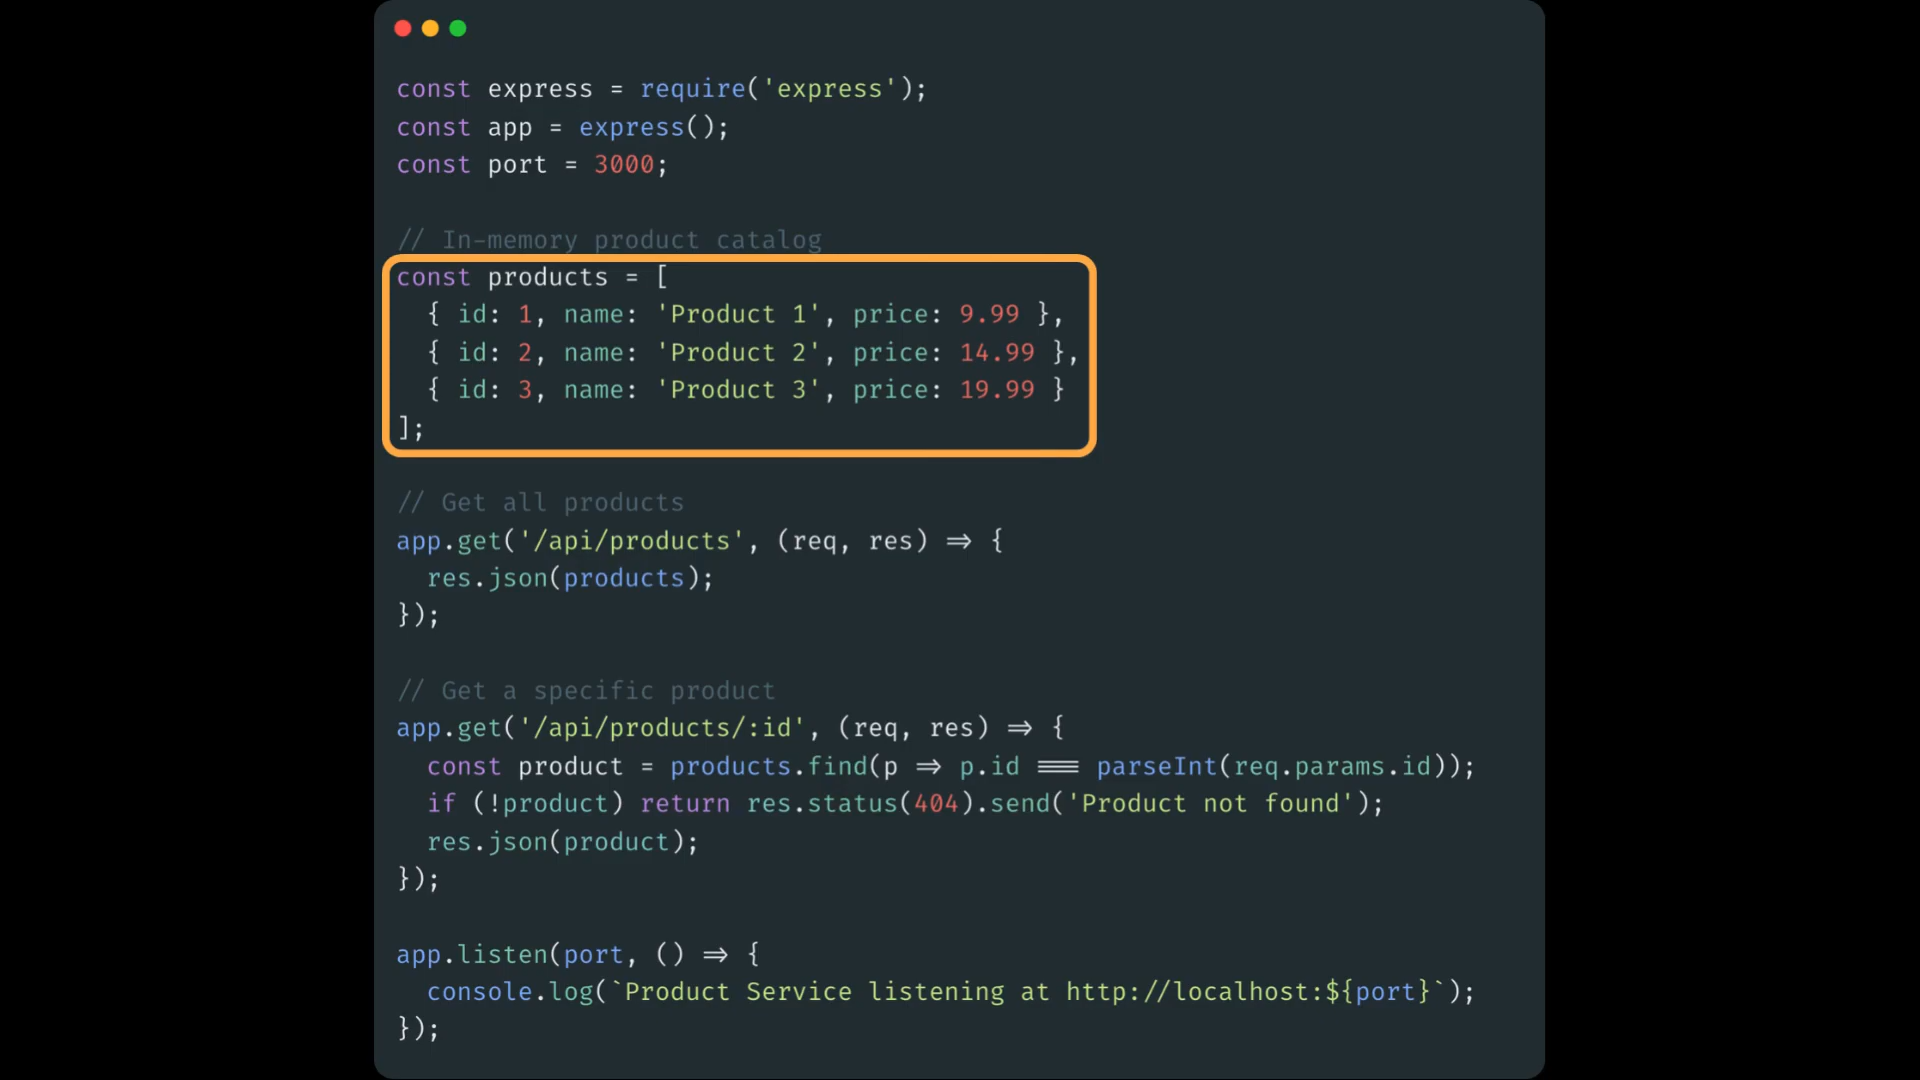 const express = require('express');
const app = express();
const port = 3000;
// In-memory product catalog
const products = [
{ id: 1, name: 'Product 1', price: 9.99 },
{ id: 2, name: 'Product 2', price: 14.99 },
{ id: 3, name: 'Product 3', price: 19.99 }
];
// Get all products
app.get('/api/products', (req, res) => {
res.json(products);
});
// Get a specific product
app.get('/api/products/:id', (req, res) => {
const product = products.find(p => p.id === parseInt(req.params.id));
if (!product) return res.status(404).send('Product not found');
res.json(product);
});
app.listen(port, () => {
console.log(`Product Service listening at http://localhost:${port}`);
});